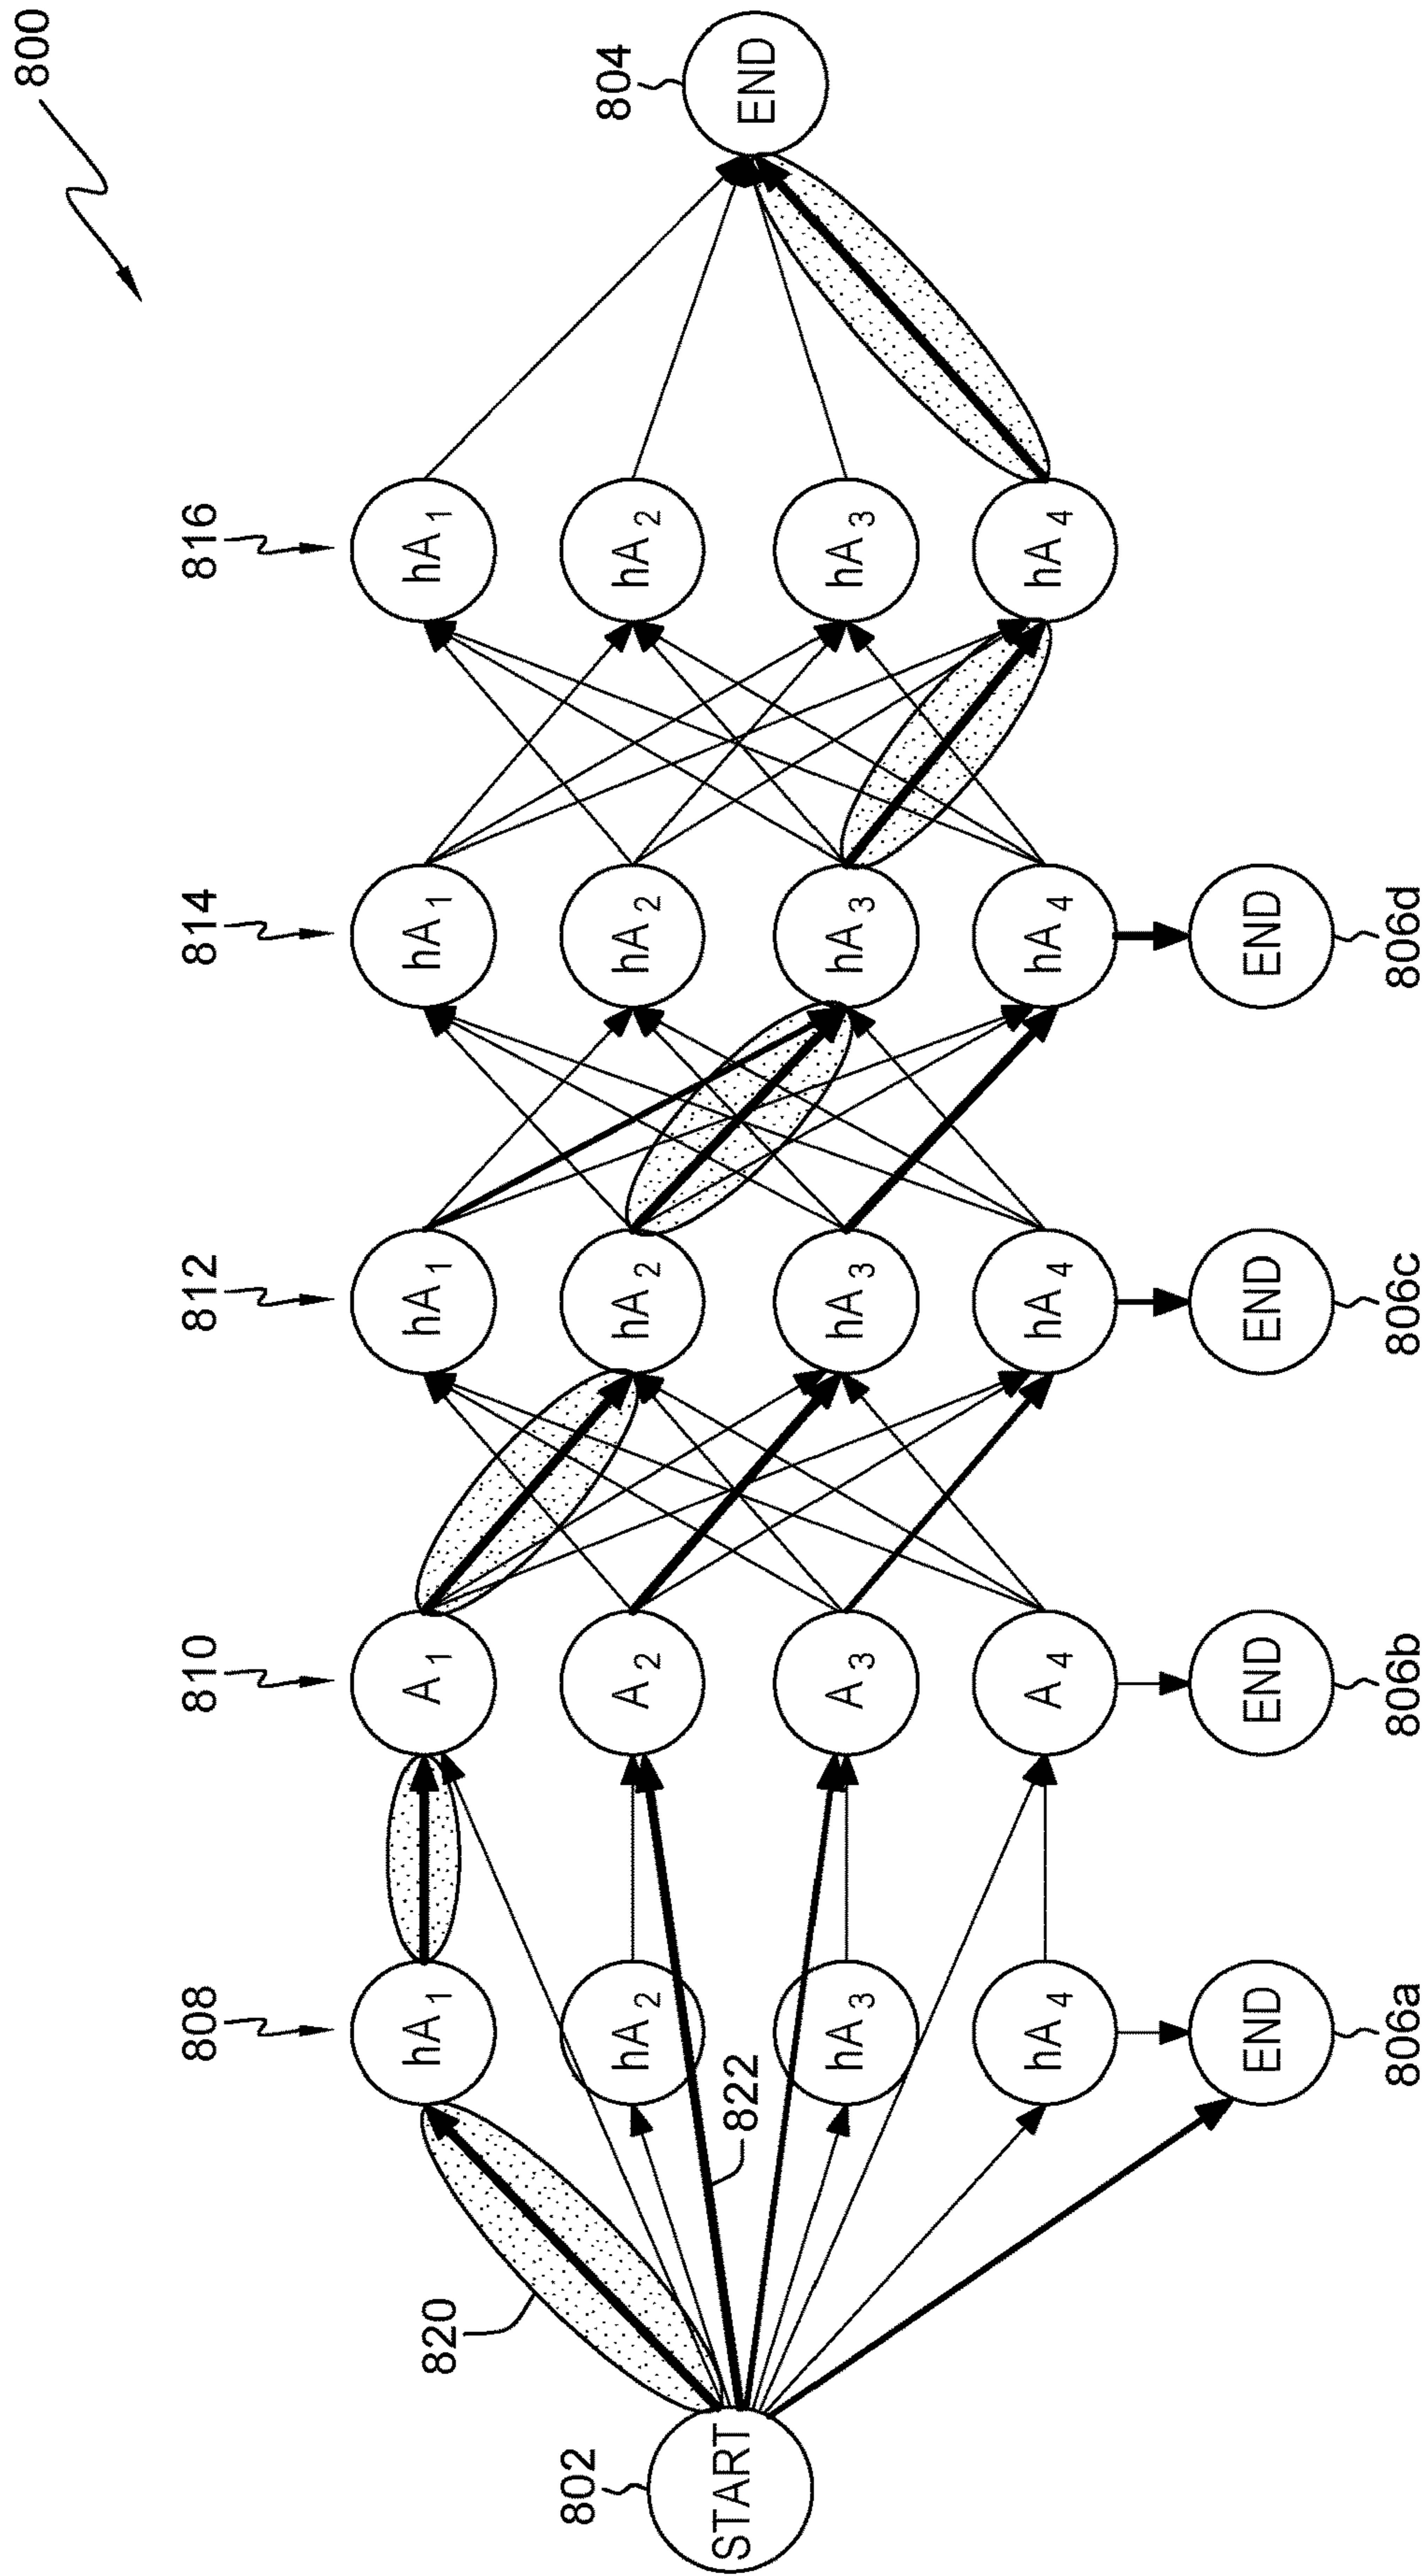 800
802
START
820
822
808
hA1
hA2
hA3
hA4
END
806a
810
A1
A2
A3
A4
END
806b
812
hA1
hA2
hA3
hA4
END
806c
814
hA1
hA2
hA3
hA4
END
806d
816
hA1
hA2
hA3
hA4
804
END